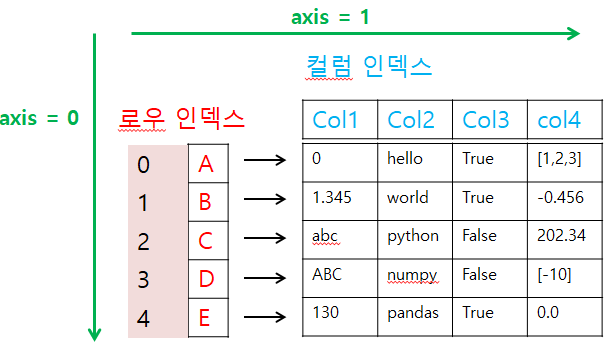 axis = 1
컬럼 인덱스
axis = 0
로우 인덱스
Col1 Col2 Col3 col4
0 A 0 hello True [1,2,3]
1 B 1.345 world True -0.456
2 C abc python False 202.34
3 D ABC numpy False [-10]
4 E 130 pandas True 0.0